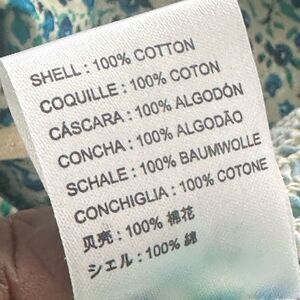 SHELL : 100% COTTON
COQUILLE : 100% COTON
CÁSCARA : 100% ALGODÓN
CONCHA : 100% ALGODÃO
SCHALE : 100% BAUMWOLLE
CONCHIGLIA : 100% COTONE
贝壳 : 100% 棉花
シェル : 100% 綿